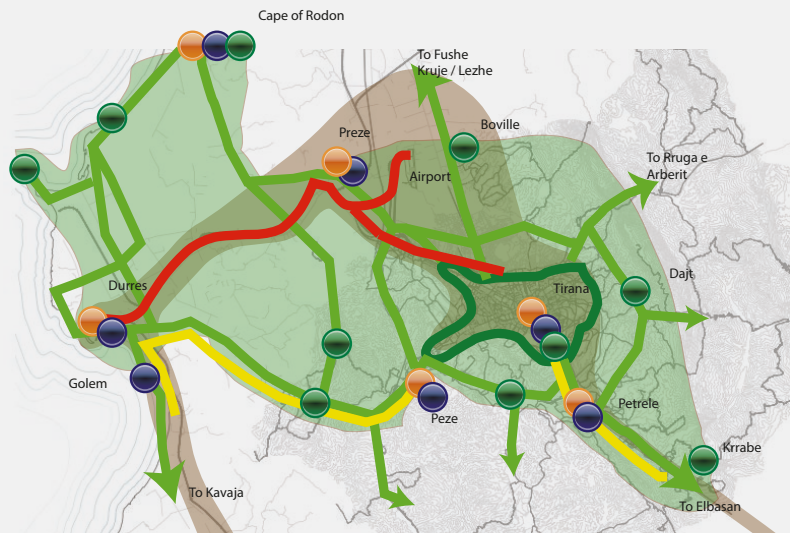 Cape of Rodon
To Fushe
Kruje / Lezhe
Preze
Boville
To Rruga e
Arberit
Airport
Dajt
Durres
Tirana
Golem
Petrele
Peze
Krrabe
To Kavaja
To Elbasan